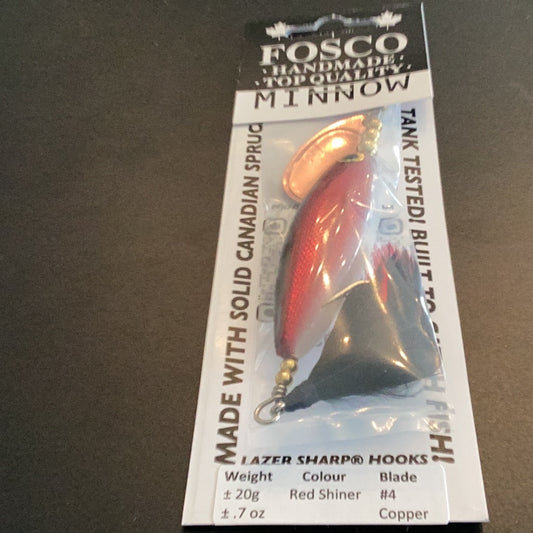 FOSCO
HANDMADE
TOP QUALITY
MINNOW
MADE WITH SOLID CANADIAN SPRUC
TANK TESTED! BUILT TO FISH!
LAZER SHARP® HOOKS
Weight Colour Blade
± 20g Red Shiner #4
± .7 oz Copper